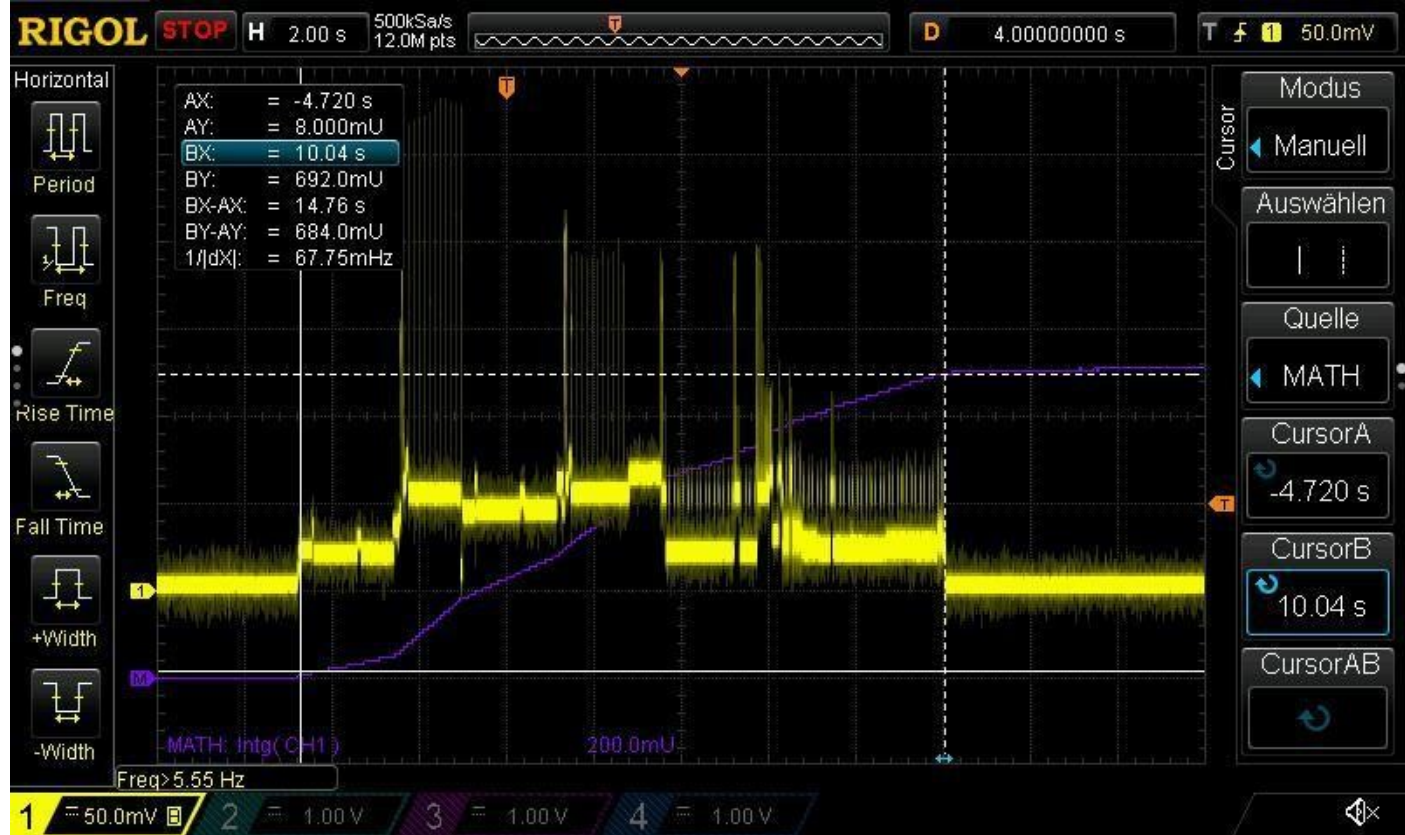 RIGOL STOP H 2.00 s 500kSa/s 12.0M pts T D 4.00000000 s T 1 50.0mV
Horizontal
Period
Freq
Rise Time
Fall Time
+Width
-Width
T
AX: = -4.720 s
AY: = 8.000mU
BX: = 10.04 s
BY: = 692.0mU
BX-AX: = 14.76 s
BY-AY: = 684.0mU
1/|dX|: = 67.75mHz
1
M
T
MATH: Intg( CH1 ) 200.0mU
Cursor
Modus
Manuell
Auswählen
Quelle
MATH
CursorA
-4.720 s
CursorB
10.04 s
CursorAB
Freq>5.55 Hz
1 50.0mV B 2 1.00 V 3 1.00 V 4 1.00 V